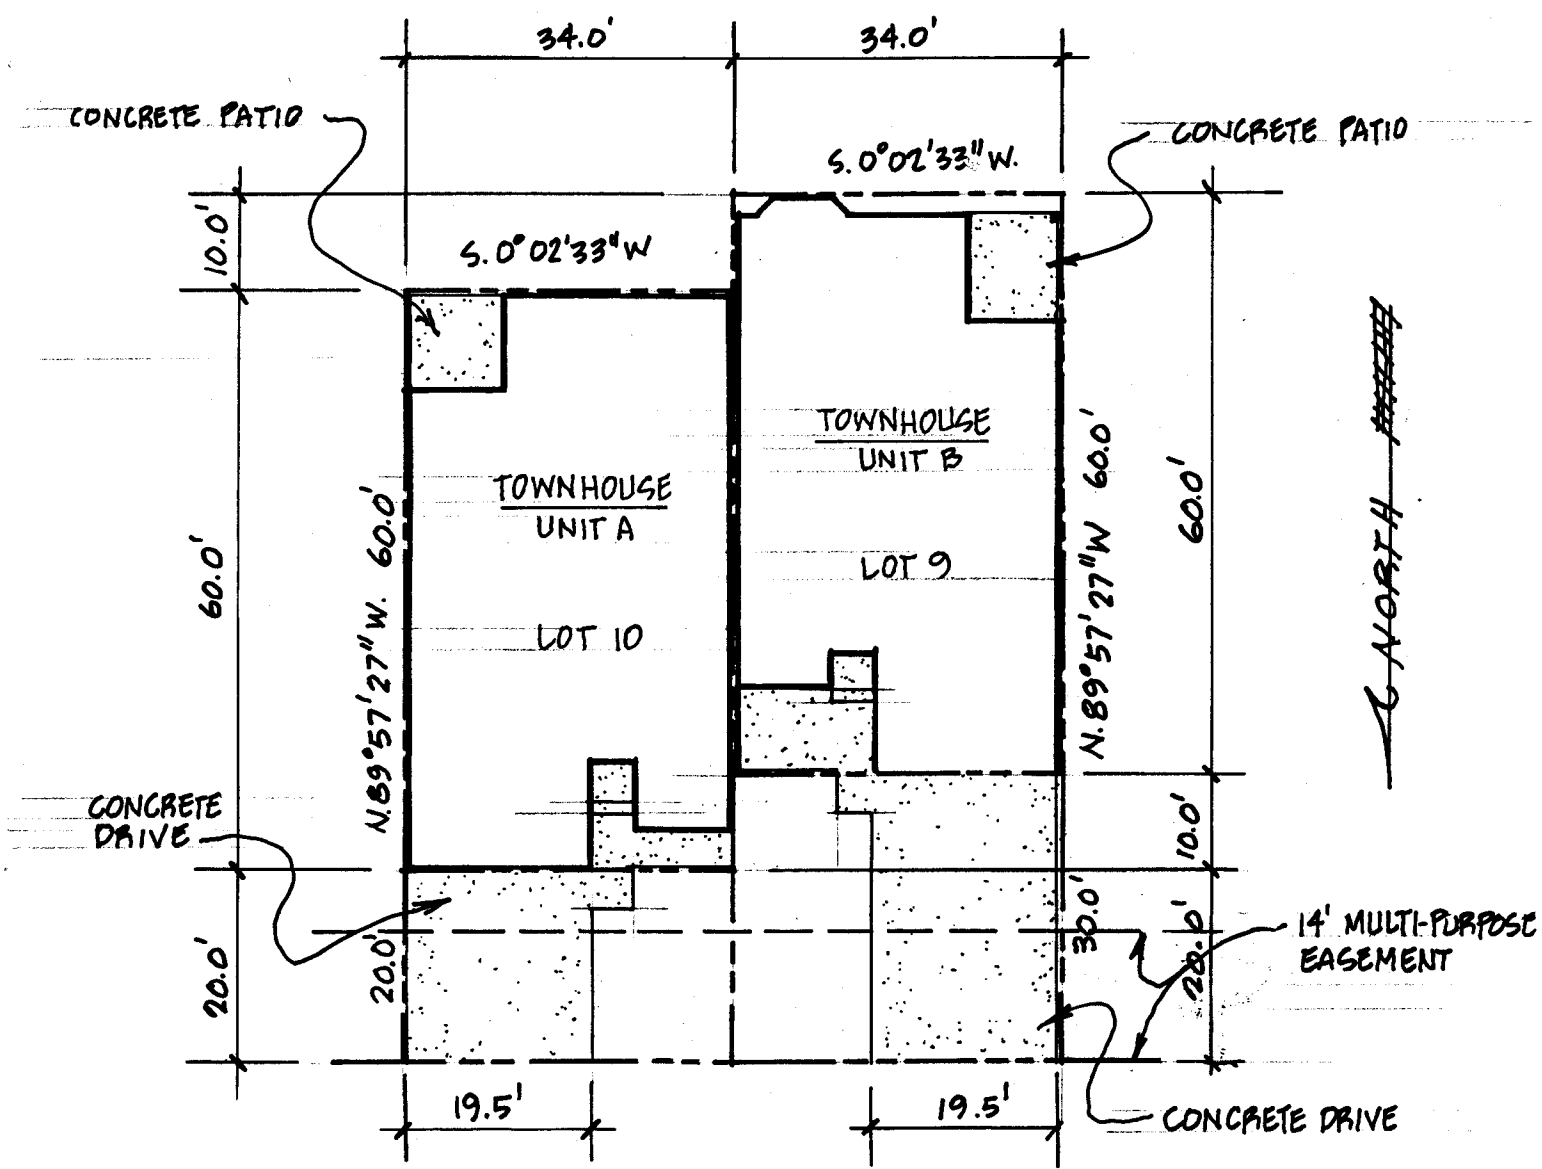 34.0'
34.0'
CONCRETE PATIO
CONCRETE PATIO
S. 0°02'33"W.
10.0'
S. 0°02'33"W
TOWNHOUSE
UNIT B
TOWNHOUSE
UNIT A
LOT 9
LOT 10
60.0'
N.89°57'27"W. 60.0'
N.89°57'27"W 60.0'
60.0'
NORTH
CONCRETE
DRIVE
10.0'
20.0'
20.0'
30.0'
20.0'
14' MULTI-PURPOSE
EASEMENT
19.5'
19.5'
CONCRETE DRIVE